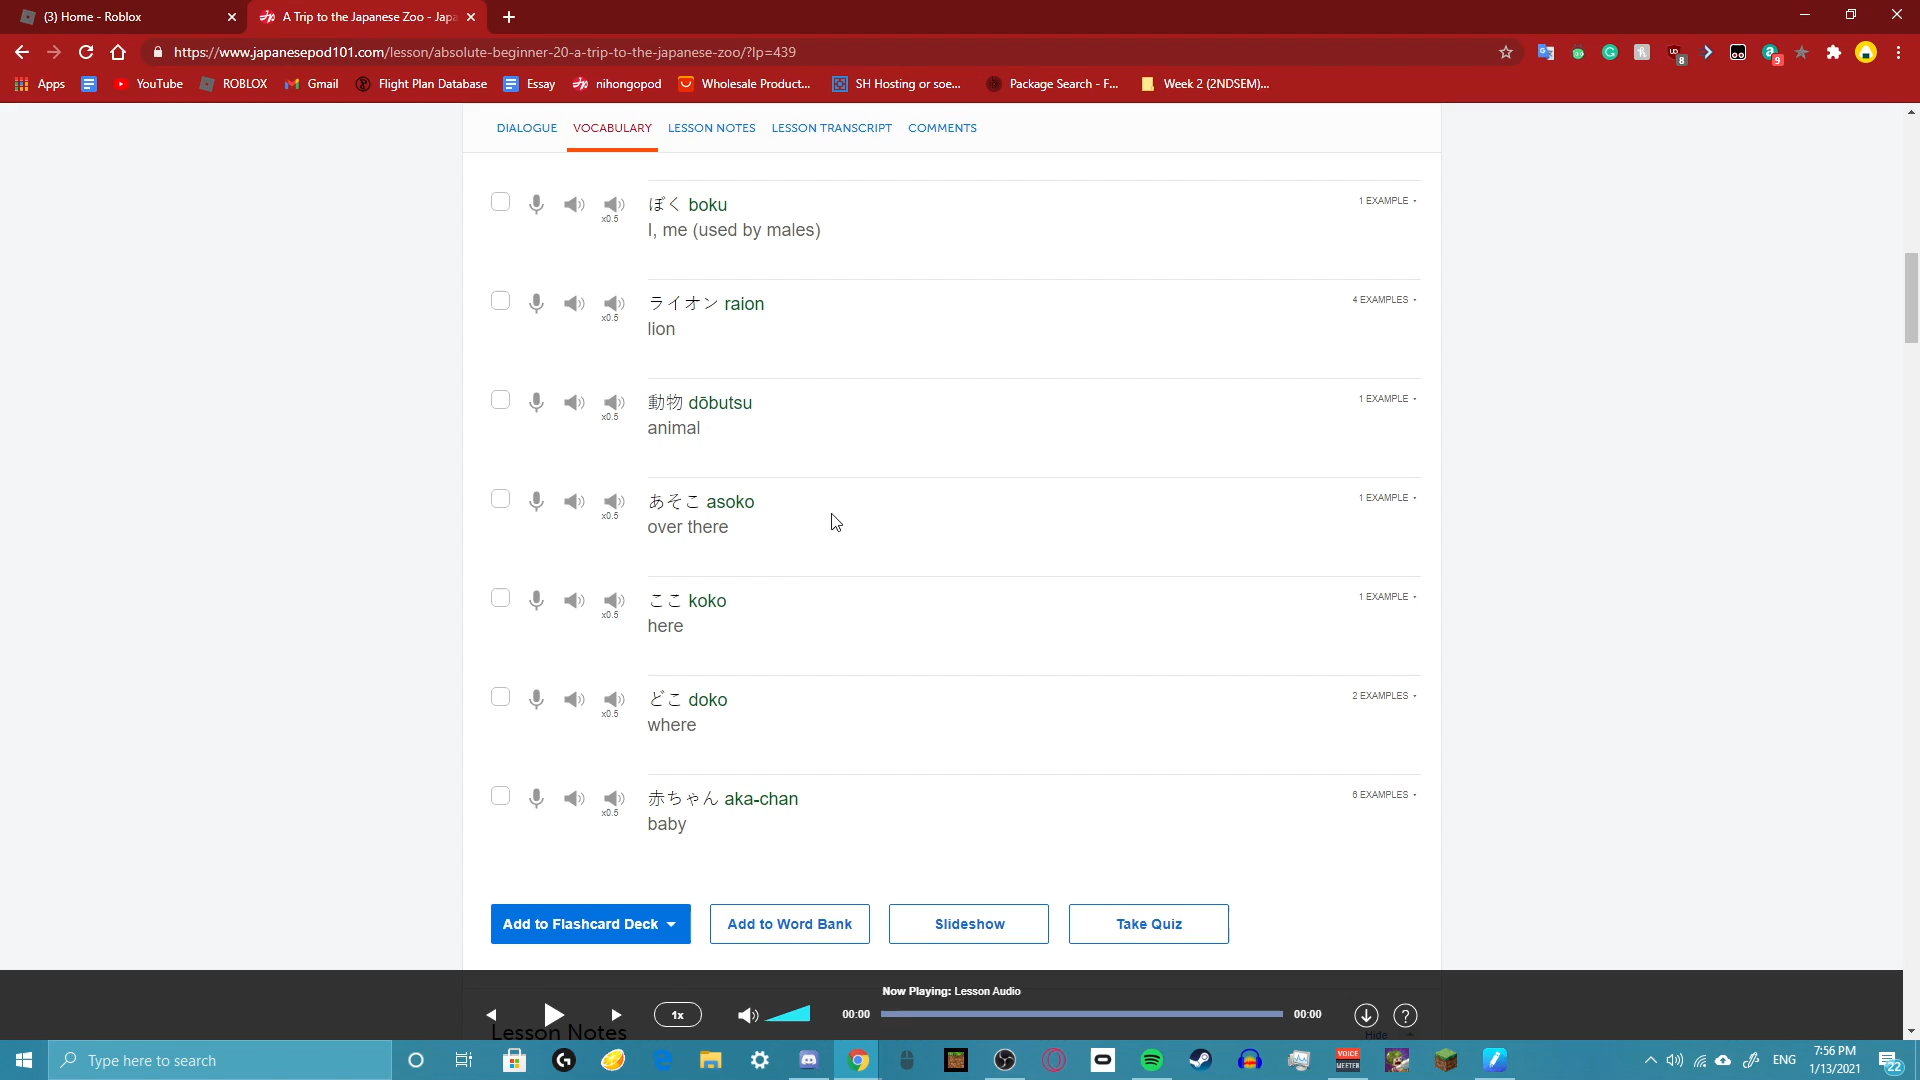 (3) Home - Roblox
A Trip to the Japanese Zoo - Japa
https://www.japanesepod101.com/lesson/absolute-beginner-20-a-trip-to-the-japanese-zoo/?lp=439
8
9
Apps YouTube ROBLOX Gmail Flight Plan Database Essay nihongopod Wholesale Product... SH Hosting or soe... Package Search - F... Week 2 (2NDSEM)...
DIALOGUE VOCABULARY LESSON NOTES LESSON TRANSCRIPT COMMENTS
ぼく boku
1 EXAMPLE
x0.5
I, me (used by males)
ライオン raion
4 EXAMPLES
x0.5
lion
動物 dōbutsu
1 EXAMPLE
x0.5
animal
あそこ asoko
1 EXAMPLE
x0.5
over there
ここ koko
1 EXAMPLE
x0.5
here
どこ doko
2 EXAMPLES
x0.5
where
赤ちゃん aka-chan
6 EXAMPLES
x0.5
baby
Add to Flashcard Deck Add to Word Bank Slideshow Take Quiz
Now Playing: Lesson Audio
1x 00:00 00:00
Lesson Notes
Hide
Type here to search
VOICE
MEETER
ENG
7:56 PM
1/13/2021
22